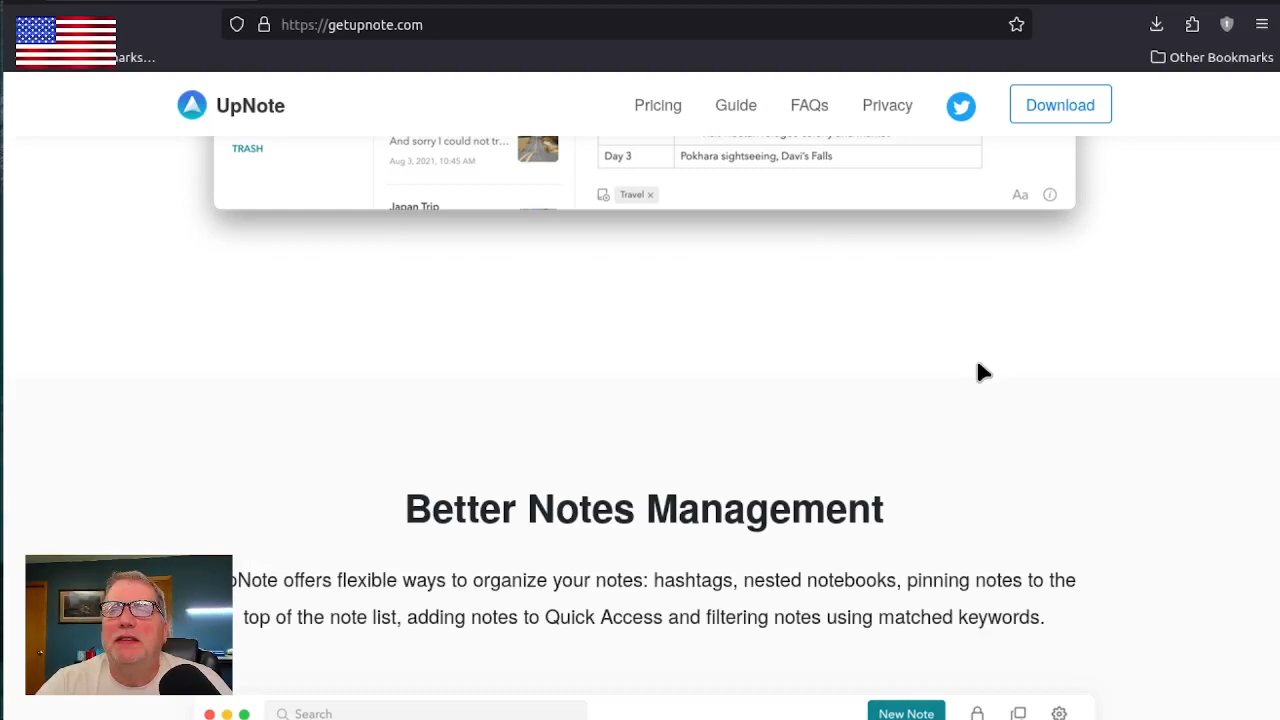 https://getupnote.com
arks…
Other Bookmarks
UpNote
Pricing
Guide
FAQs
Privacy
Download
And sorry I could not tr...
TRASH
Aug 3, 2021, 10:45 AM
Day 3
Pokhara sightseeing, Davi's Falls
Travel ×
Aa
Japan Trip
Better Notes Management
pNote offers flexible ways to organize your notes: hashtags, nested notebooks, pinning notes to the
top of the note list, adding notes to Quick Access and filtering notes using matched keywords.
Search
New Note